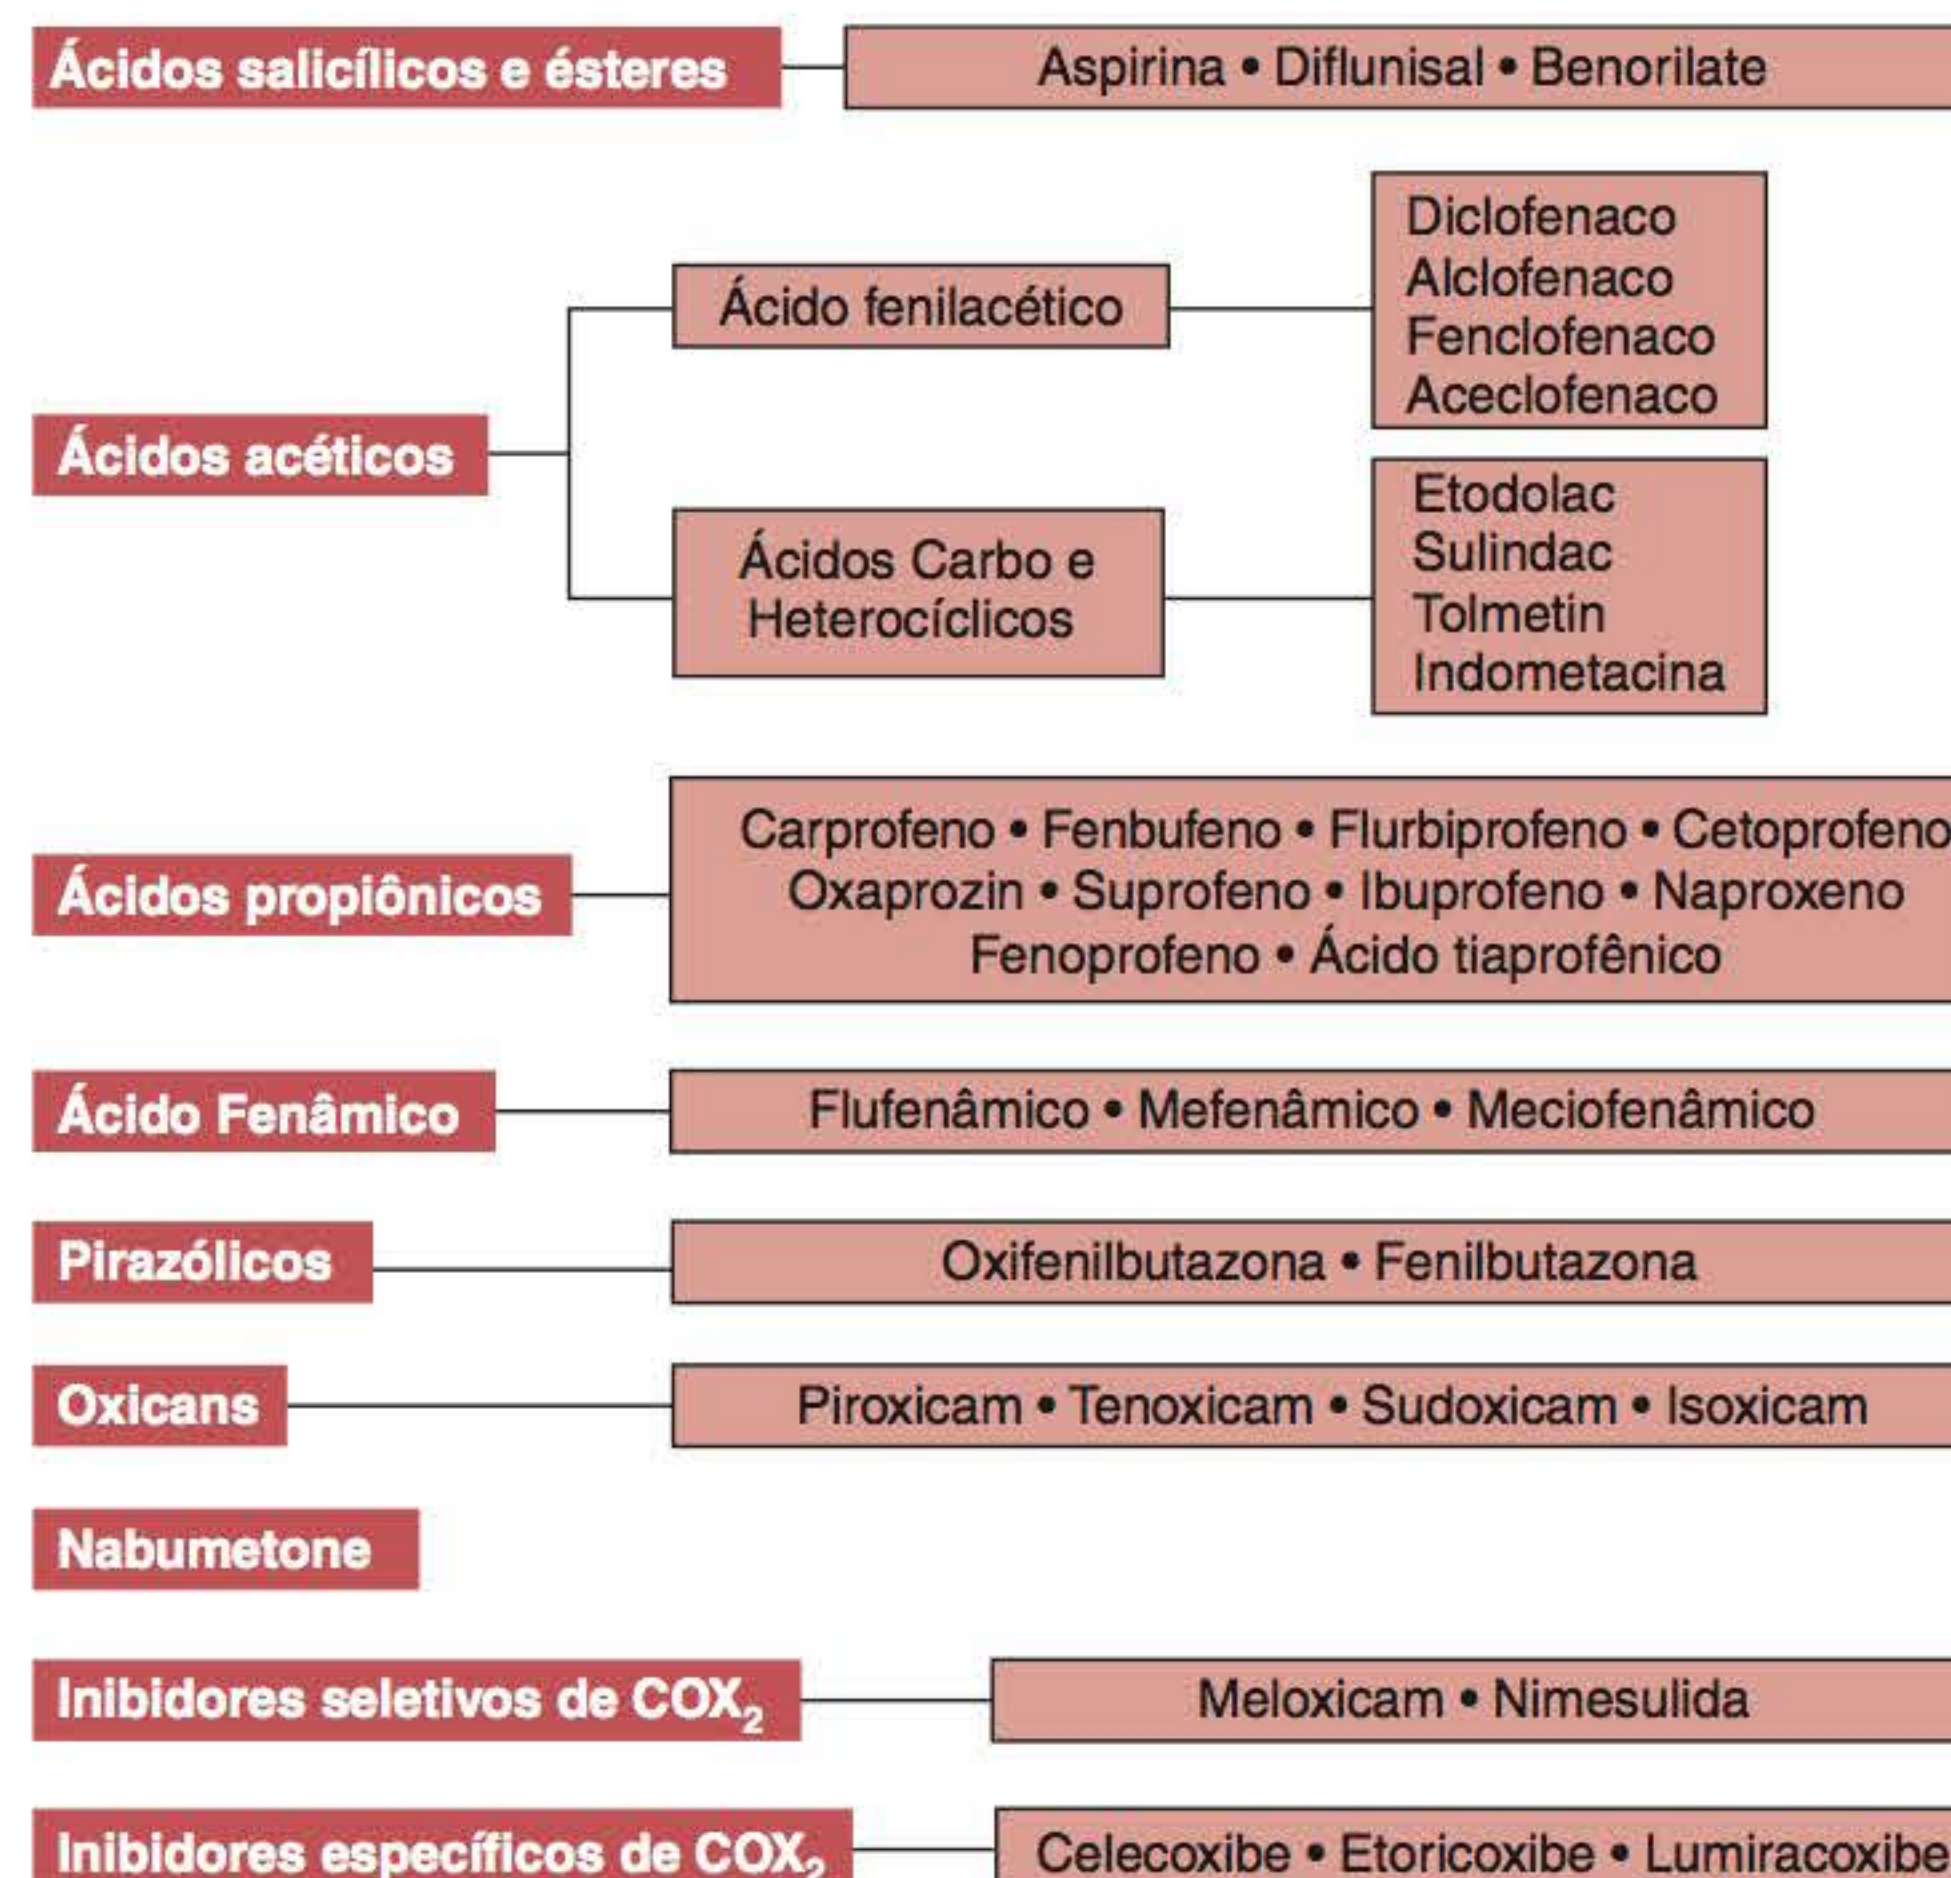 Ácidos salicílicos e ésteres
Aspirina • Diflunisal • Benorilate
Ácidos acéticos
Ácido fenilacético
Diclofenaco
Alclofenaco
Fenclofenaco
Aceclofenaco
Ácidos Carbo e
Heterocíclicos
Etodolac
Sulindac
Tolmetin
Indometacina
Ácidos propiônicos
Carprofeno • Fenbufeno • Flurbiprofeno • Cetoprofeno
Oxaprozin • Suprofeno • Ibuprofeno • Naproxeno
Fenoprofeno • Ácido tiaprofênico
Ácido Fenâmico
Flufenâmico • Mefenâmico • Meciofenâmico
Pirazólicos
Oxifenilbutazona • Fenilbutazona
Oxicans
Piroxicam • Tenoxicam • Sudoxicam • Isoxicam
Nabumetone
Inibidores seletivos de COX₂
Meloxicam • Nimesulida
Inibidores específicos de COX₂
Celecoxibe • Etoricoxibe • Lumiracoxibe